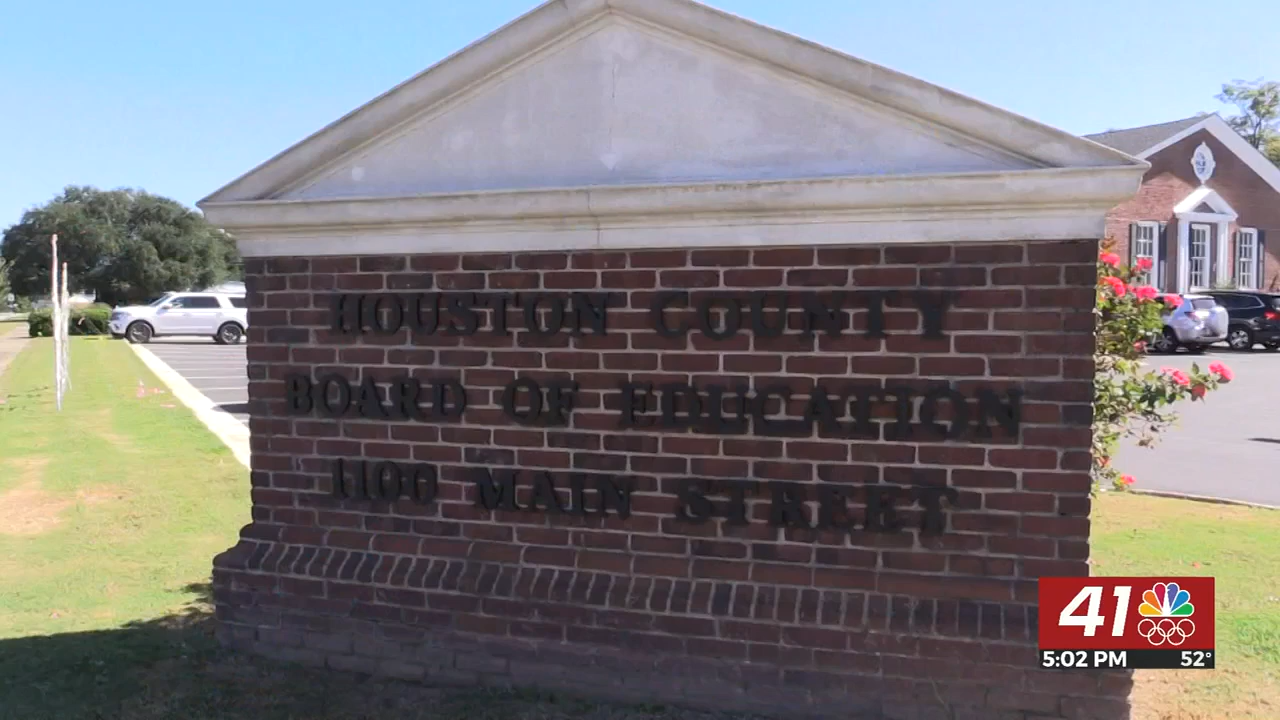 HOUSTON COUNTY
BOARD OF EDUCATION
1100 MAIN STREET
41
5:02 PM 52°